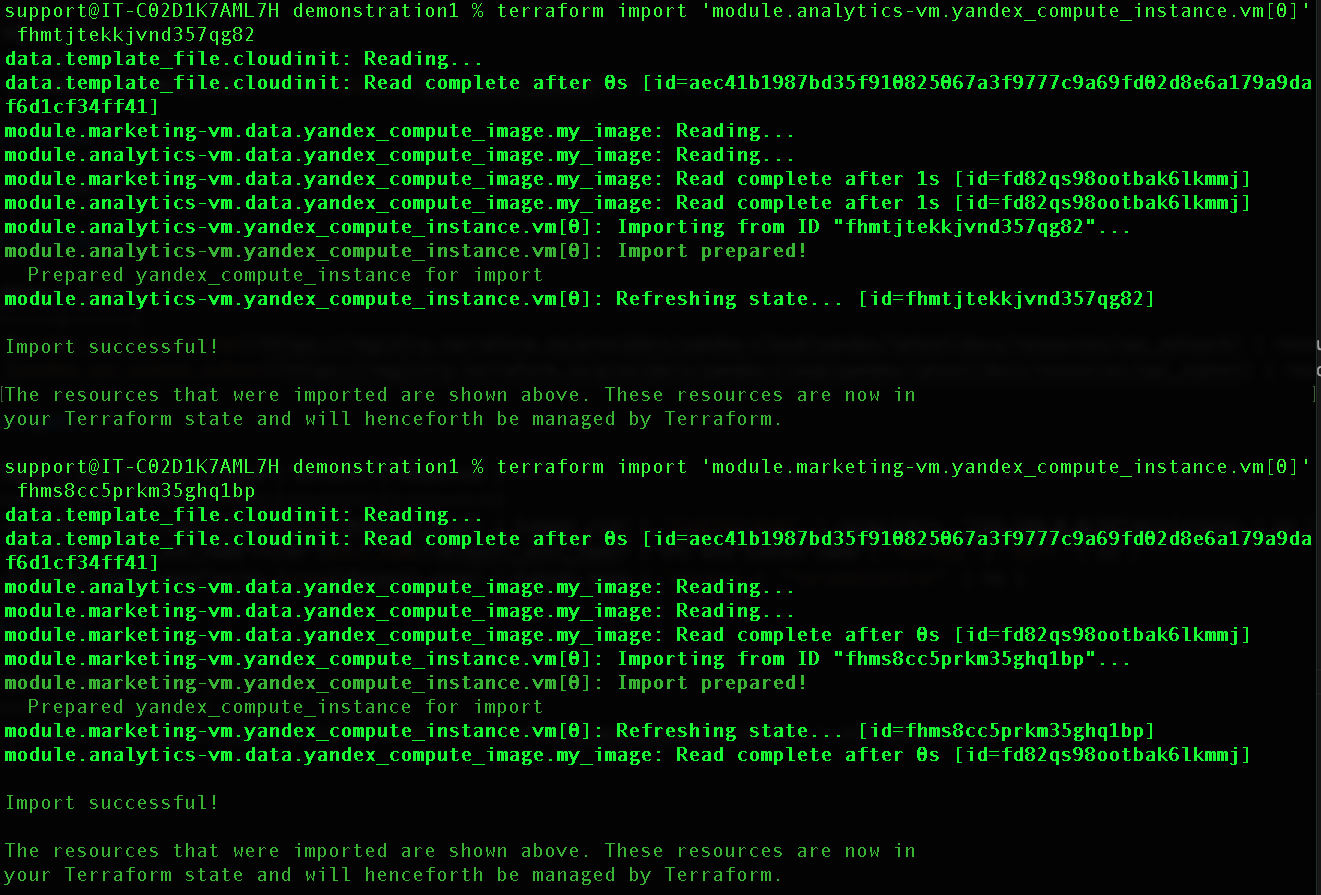 support@IT-C02D1K7AML7H demonstration1 % terraform import 'module.analytics-vm.yandex_compute_instance.vm[0]'
fhmtjtekkjvnd357qg82
data.template_file.cloudinit: Reading...
data.template_file.cloudinit: Read complete after 0s [id=aec41b1987bd35f910825067a3f9777c9a69fd02d8e6a179a9da
f6d1cf34ff41]
module.marketing-vm.data.yandex_compute_image.my_image: Reading...
module.analytics-vm.data.yandex_compute_image.my_image: Reading...
module.marketing-vm.data.yandex_compute_image.my_image: Read complete after 1s [id=fd82qs98ootbak6lkmmj]
module.analytics-vm.data.yandex_compute_image.my_image: Read complete after 1s [id=fd82qs98ootbak6lkmmj]
module.analytics-vm.yandex_compute_instance.vm[0]: Importing from ID "fhmtjtekkjvnd357qg82"...
module.analytics-vm.yandex_compute_instance.vm[0]: Import prepared!
  Prepared yandex_compute_instance for import
module.analytics-vm.yandex_compute_instance.vm[0]: Refreshing state... [id=fhmtjtekkjvnd357qg82]
Import successful!
[The resources that were imported are shown above. These resources are now in ]
your Terraform state and will henceforth be managed by Terraform.
support@IT-C02D1K7AML7H demonstration1 % terraform import 'module.marketing-vm.yandex_compute_instance.vm[0]'
fhms8cc5prkm35ghq1bp
data.template_file.cloudinit: Reading...
data.template_file.cloudinit: Read complete after 0s [id=aec41b1987bd35f910825067a3f9777c9a69fd02d8e6a179a9da
f6d1cf34ff41]
module.analytics-vm.data.yandex_compute_image.my_image: Reading...
module.marketing-vm.data.yandex_compute_image.my_image: Reading...
module.marketing-vm.data.yandex_compute_image.my_image: Read complete after 0s [id=fd82qs98ootbak6lkmmj]
module.marketing-vm.yandex_compute_instance.vm[0]: Importing from ID "fhms8cc5prkm35ghq1bp"...
module.marketing-vm.yandex_compute_instance.vm[0]: Import prepared!
  Prepared yandex_compute_instance for import
module.marketing-vm.yandex_compute_instance.vm[0]: Refreshing state... [id=fhms8cc5prkm35ghq1bp]
module.analytics-vm.data.yandex_compute_image.my_image: Read complete after 0s [id=fd82qs98ootbak6lkmmj]
Import successful!
The resources that were imported are shown above. These resources are now in
your Terraform state and will henceforth be managed by Terraform.